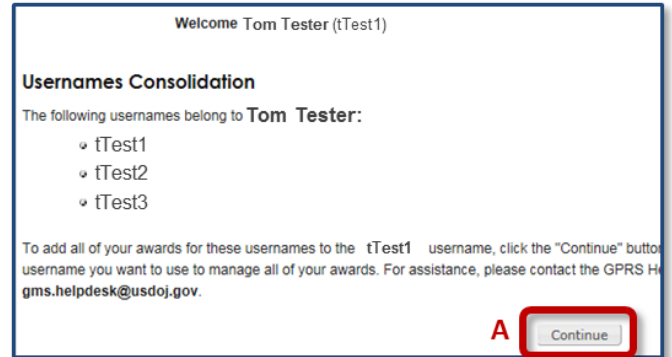 Welcome Tom Tester (tTest1)
Usernames Consolidation
The following usernames belong to Tom Tester:
tTest1
tTest2
tTest3
To add all of your awards for these usernames to the tTest1 username, click the "Continue" button
username you want to use to manage all of your awards. For assistance, please contact the GPRS
gms.helpdesk@usdoj.gov.
A Continue